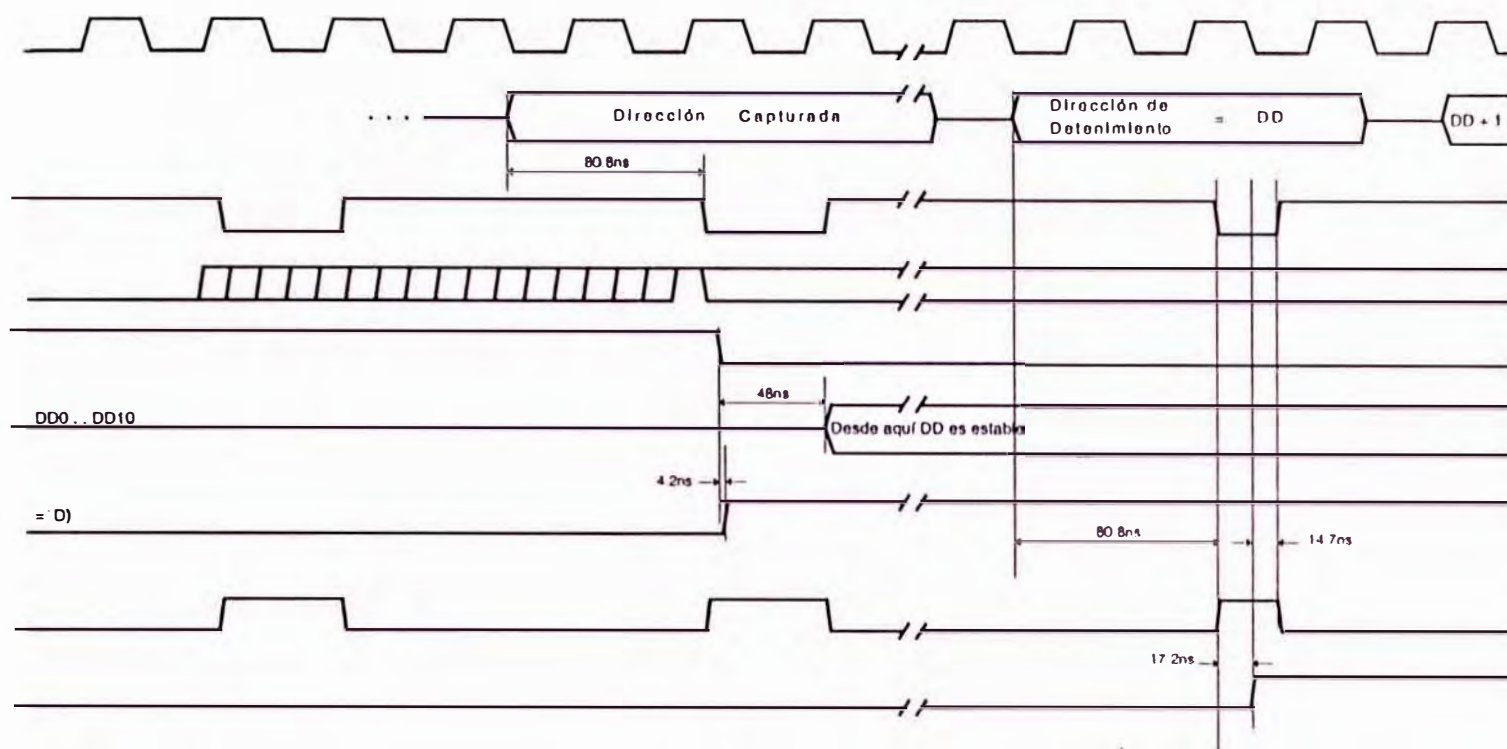 Dirección Capturada
Dirección de
Detenimiento = DD
DD + 1
80.8ns
48ns
DD0 . . DD10
Desde aquí DD es estable
4.2ns
= D)
80.8ns
14.7ns
17.2ns